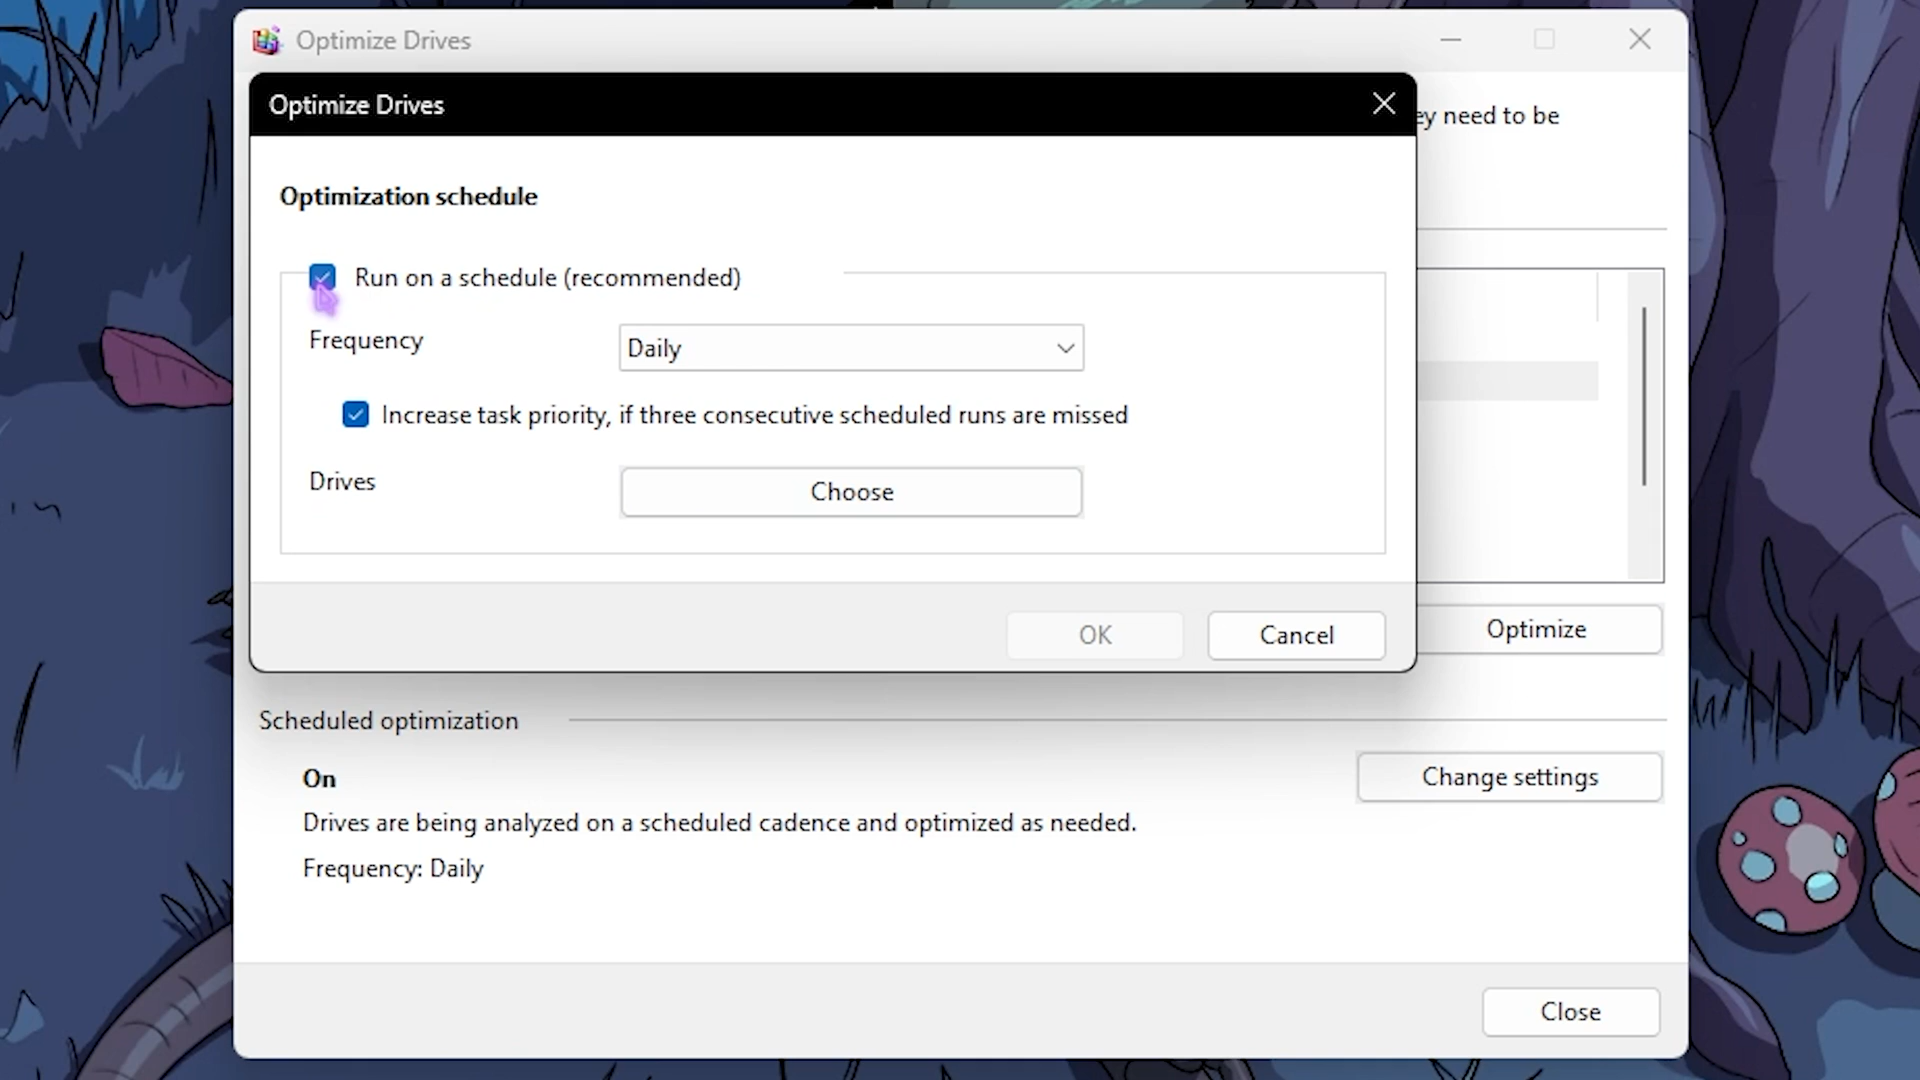 Optimize Drives
Optimize Drives
ey need to be
Optimization schedule
Run on a schedule (recommended)
Frequency
Daily
Increase task priority, if three consecutive scheduled runs are missed
Drives
Choose
OK
Cancel
Optimize
Scheduled optimization
On
Change settings
Drives are being analyzed on a scheduled cadence and optimized as needed.
Frequency: Daily
Close